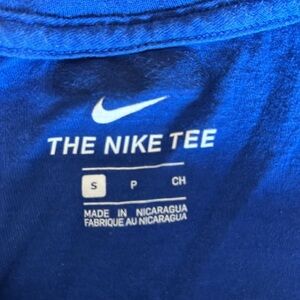 THE NIKE TEE
S P CH
MADE IN NICARAGUA
FABRIQUE AU NICARAGUA